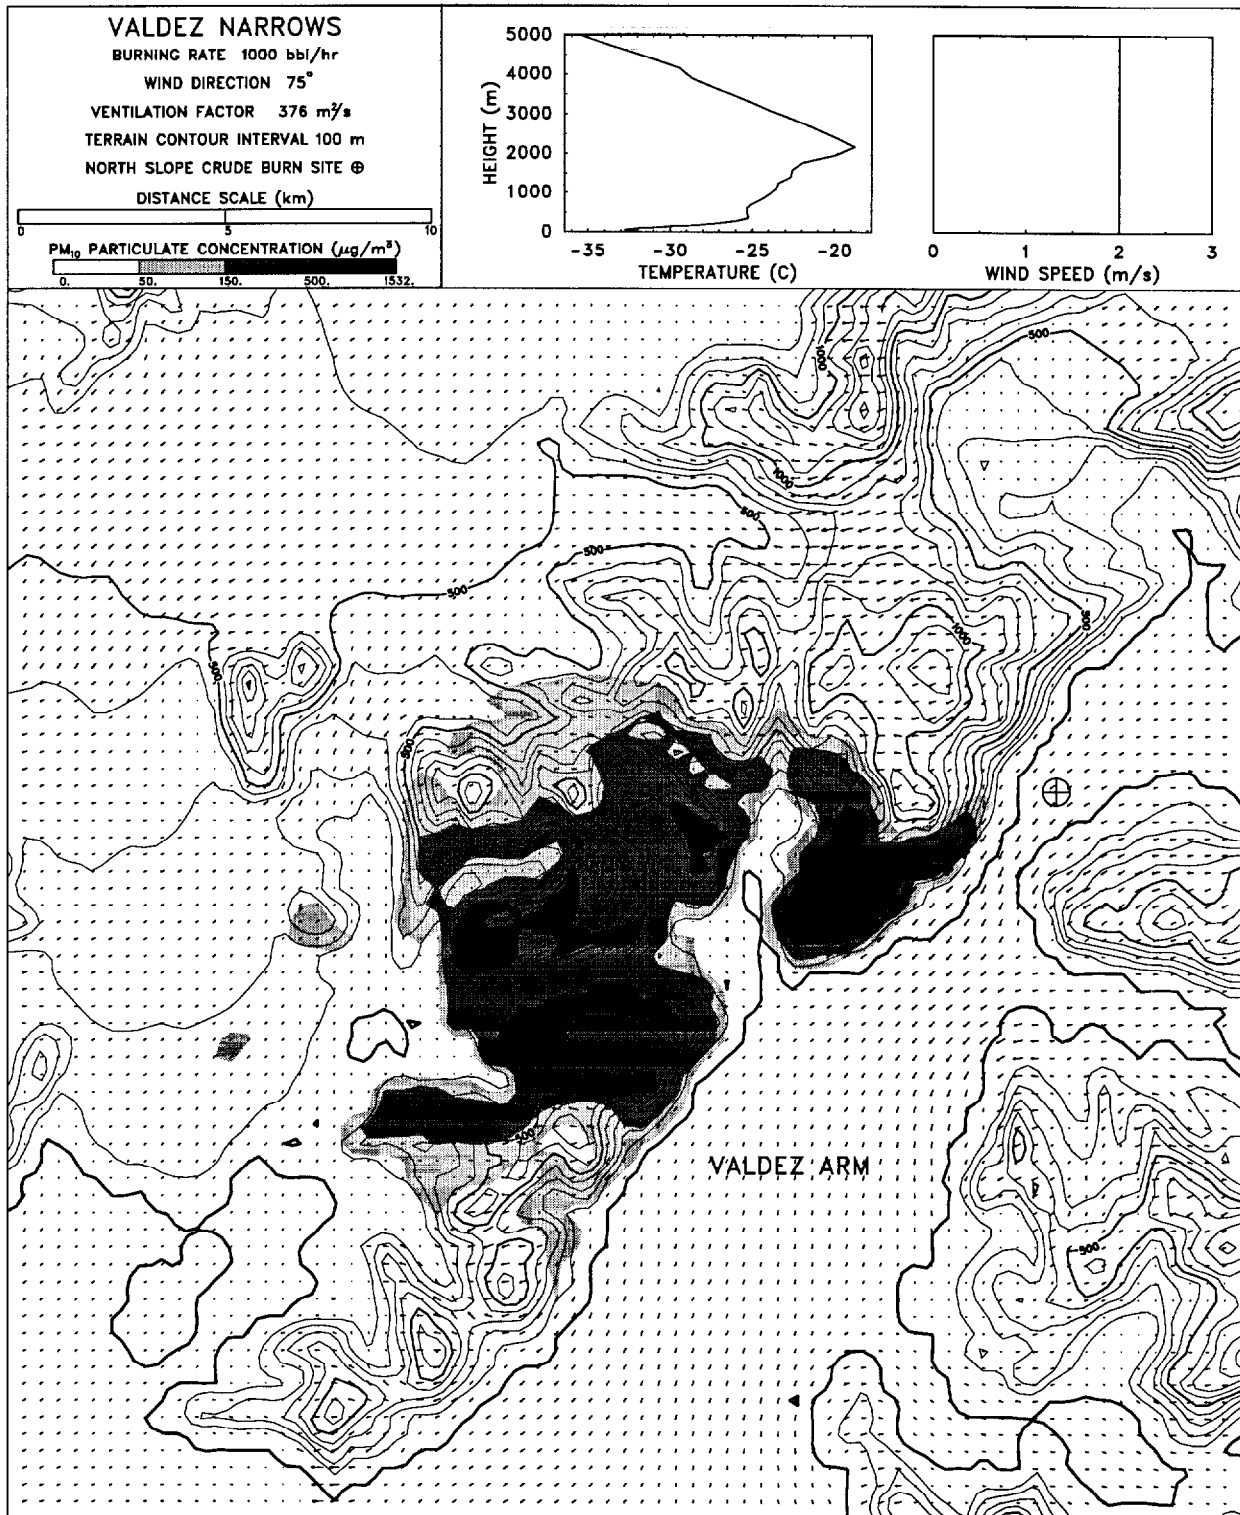 VALDEZ NARROWS
BURNING RATE 1000 bbl/hr
WIND DIRECTION 75°
VENTILATION FACTOR 376 m²/s
TERRAIN CONTOUR INTERVAL 100 m
NORTH SLOPE CRUDE BURN SITE ⊕
DISTANCE SCALE (km)
0 5 10
PM₁₀ PARTICULATE CONCENTRATION (μg/m³)
0. 50. 150. 500. 1532.
5000
4000
3000
2000
1000
0
HEIGHT (m)
-35 -30 -25 -20
TEMPERATURE (C)
0 1 2 3
WIND SPEED (m/s)
500
1000
1000
500
500
500
1000
500
500
500
500
VALDEZ ARM
500